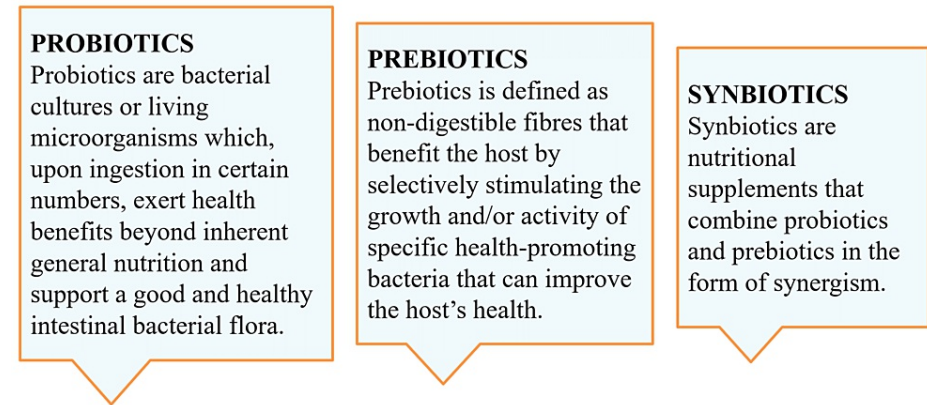 PROBIOTICS
Probiotics are bacterial
cultures or living
microorganisms which,
upon ingestion in certain
numbers, exert health
benefits beyond inherent
general nutrition and
support a good and healthy
intestinal bacterial flora.
PREBIOTICS
Prebiotics is defined as
non-digestible fibres that
benefit the host by
selectively stimulating the
growth and/or activity of
specific health-promoting
bacteria that can improve
the host's health.
SYNBIOTICS
Synbiotics are
nutritional
supplements that
combine probiotics
and prebiotics in the
form of synergism.